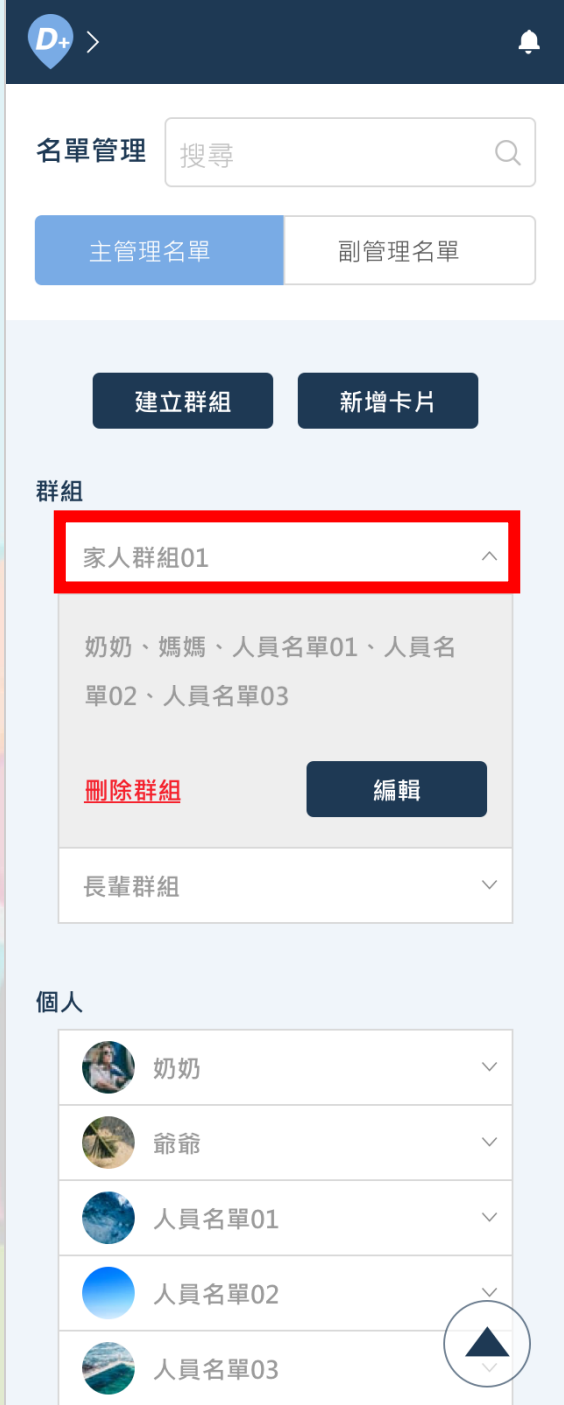 D+
名單管理
搜尋
主管理名單
副管理名單
建立群組
新增卡片
群組
家人群組01
奶奶、媽媽、人員名單01、人員名
單02、人員名單03
刪除群組
編輯
長輩群組
個人
奶奶
爺爺
人員名單01
人員名單02
人員名單03